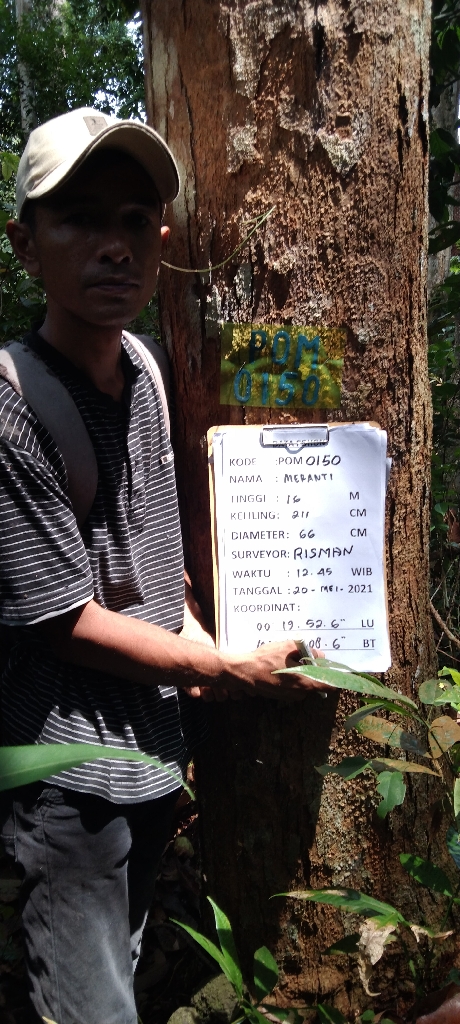 POM
0150
DATA POHON
KODE :POM 0150
NAMA : MERANTI
TINGGI : 16 M
KELILING: 211 CM
DIAMETER: 66 CM
SURVEYOR: RISMAN
WAKTU : 12.45 WIB
TANGGAL :20- MEI- 2021
KOORDINAT:
00 19.52.6" LU
08.6" BT